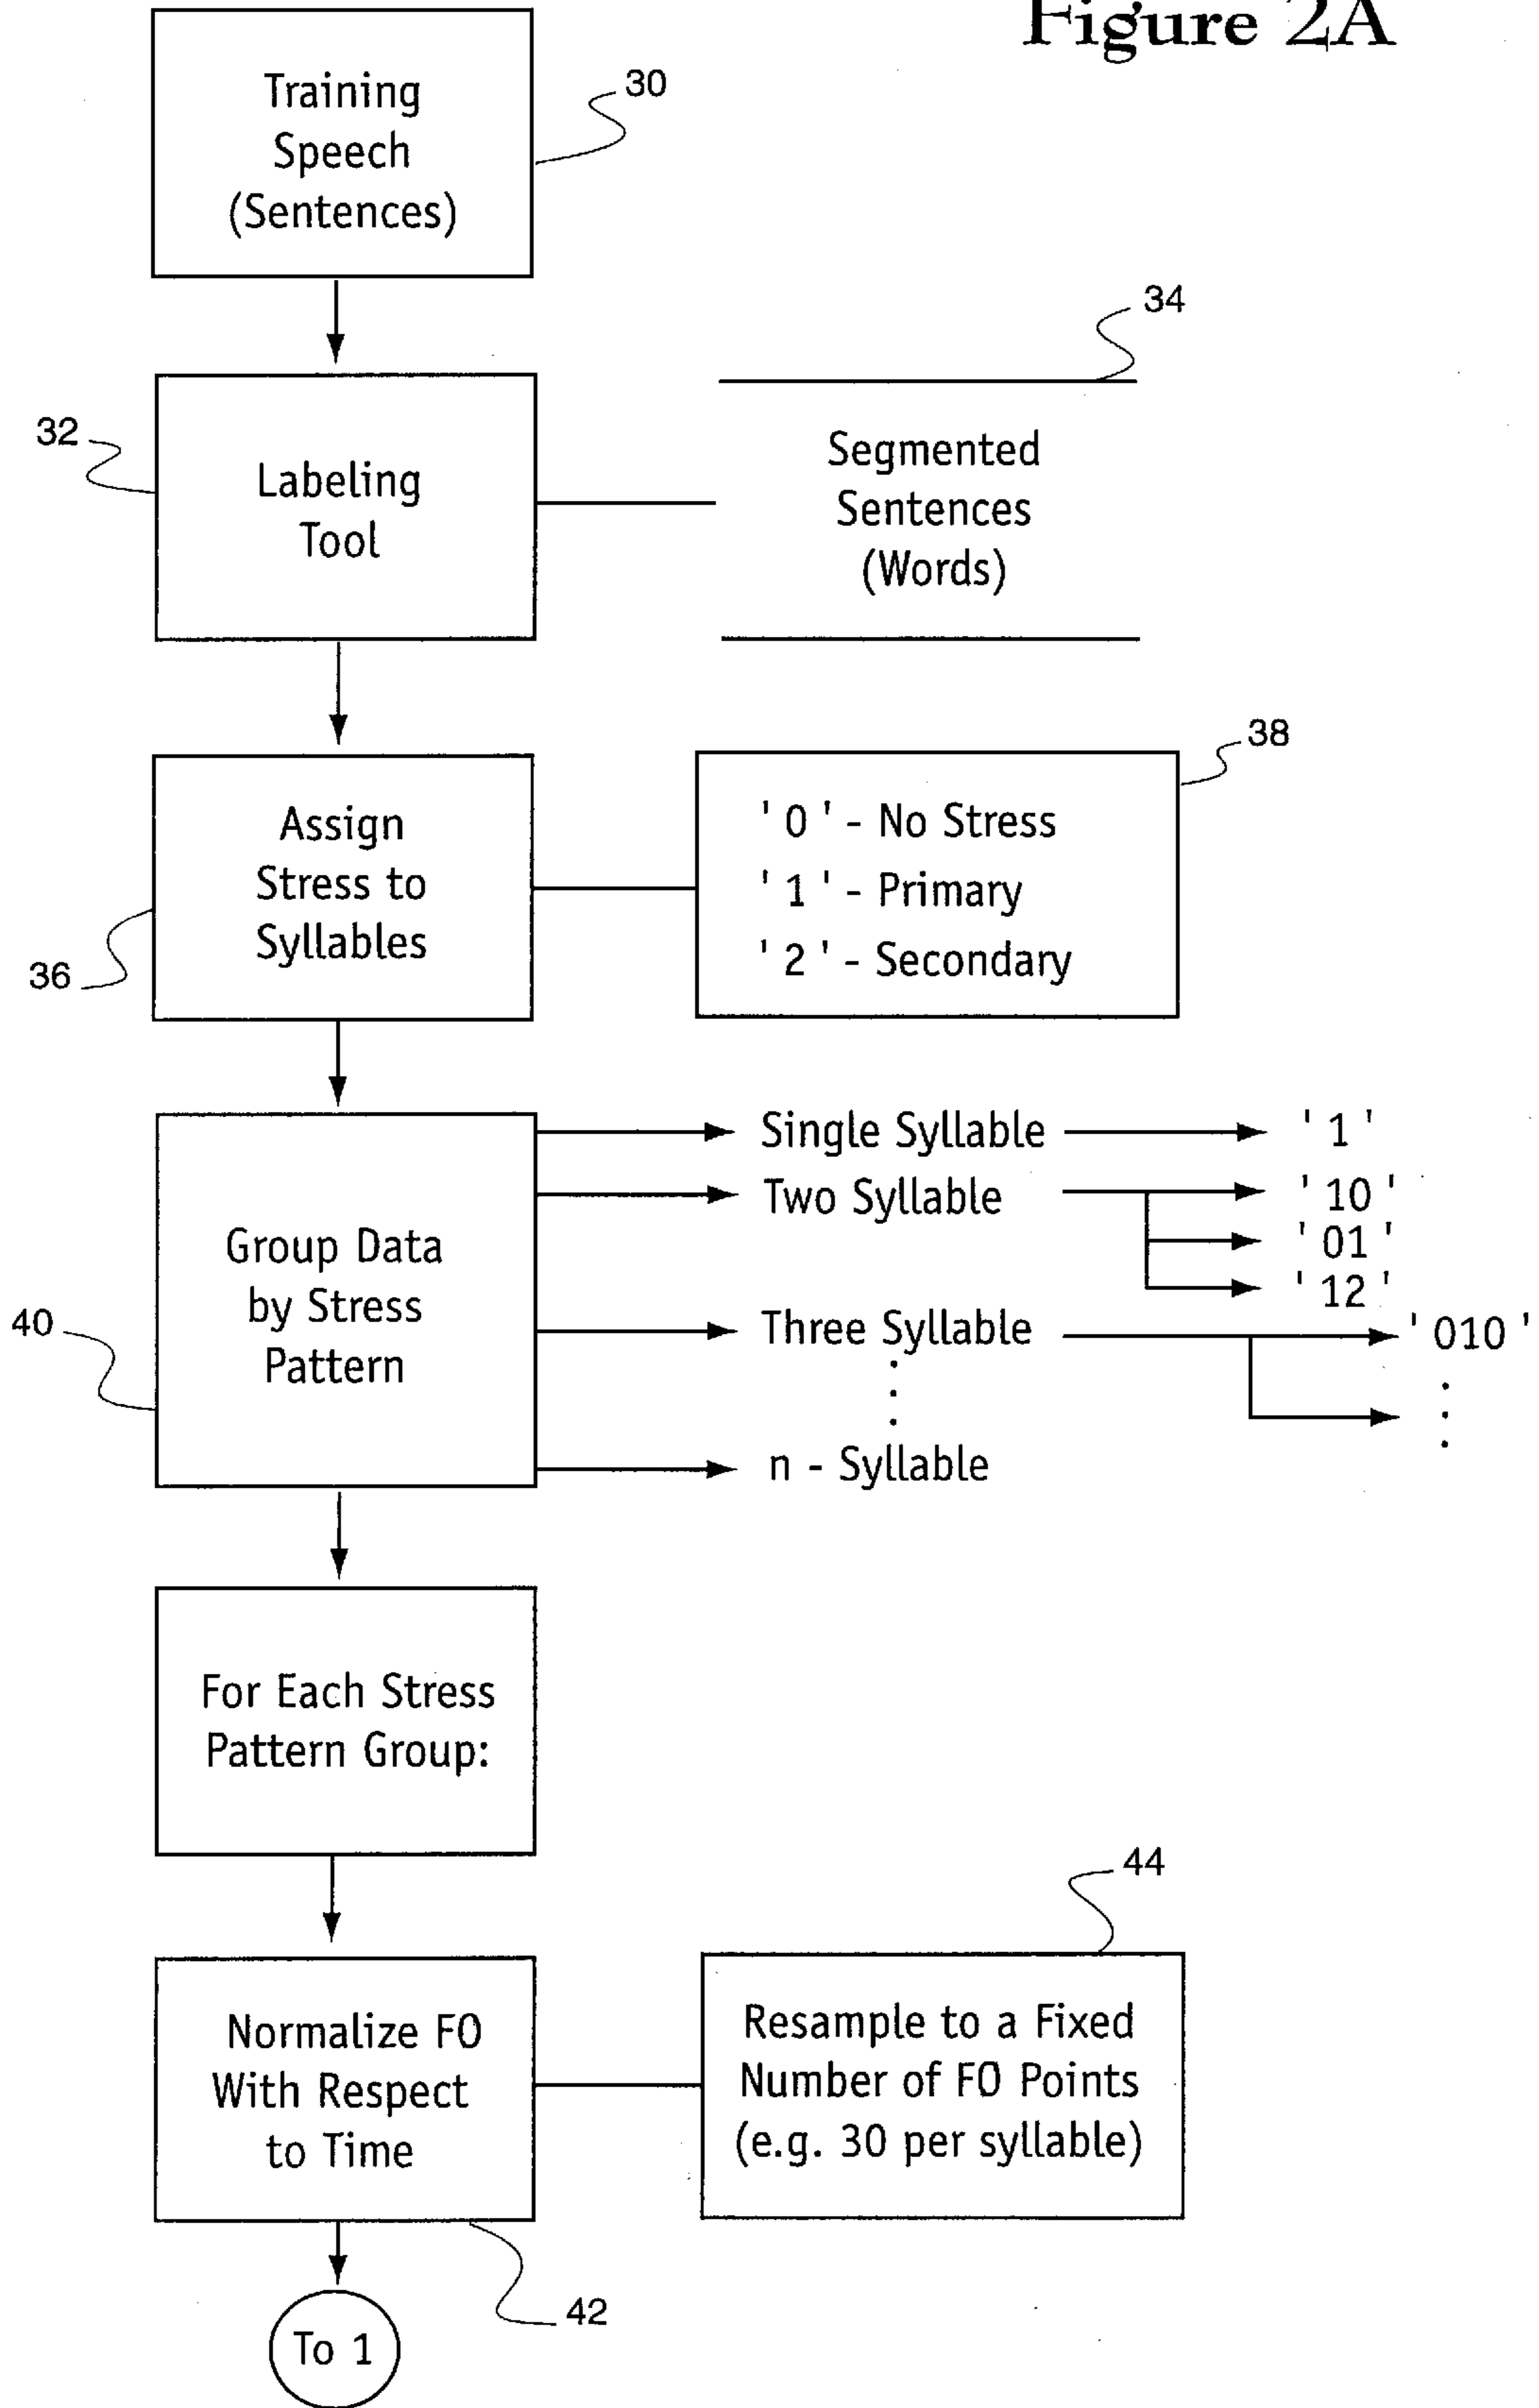 Figure 2A
Training
Speech
(Sentences)
30
34
32
Labeling
Tool
Segmented
Sentences
(Words)
38
Assign
Stress to
Syllables
36
' 0 ' - No Stress
' 1 ' - Primary
' 2 ' - Secondary
Group Data
by Stress
Pattern
40
Single Syllable
' 1 '
Two Syllable
' 10 '
' 01 '
' 12 '
Three Syllable
' 010 '
n - Syllable
For Each Stress
Pattern Group:
44
Normalize F0
With Respect
to Time
Resample to a Fixed
Number of F0 Points
(e.g. 30 per syllable)
42
To 1